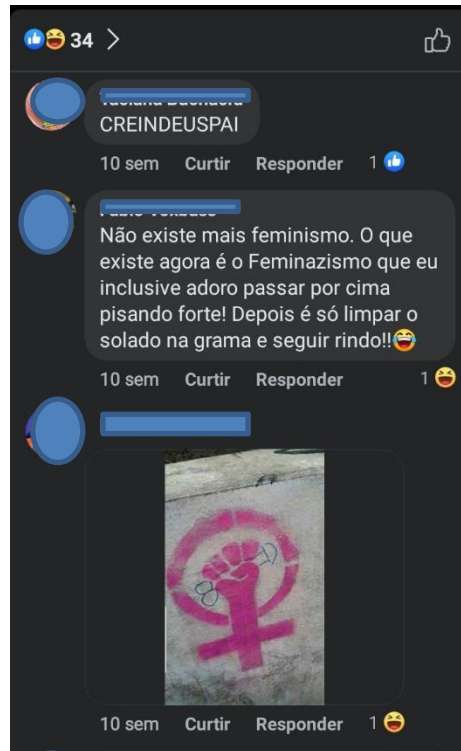 34
CREINDEUSPAI
10 sem Curtir Responder 1
Não existe mais feminismo. O que
existe agora é o Feminazismo que eu
inclusive adoro passar por cima
pisando forte! Depois é só limpar o
solado na grama e seguir rindo!!😂
10 sem Curtir Responder 1
10 sem Curtir Responder 1